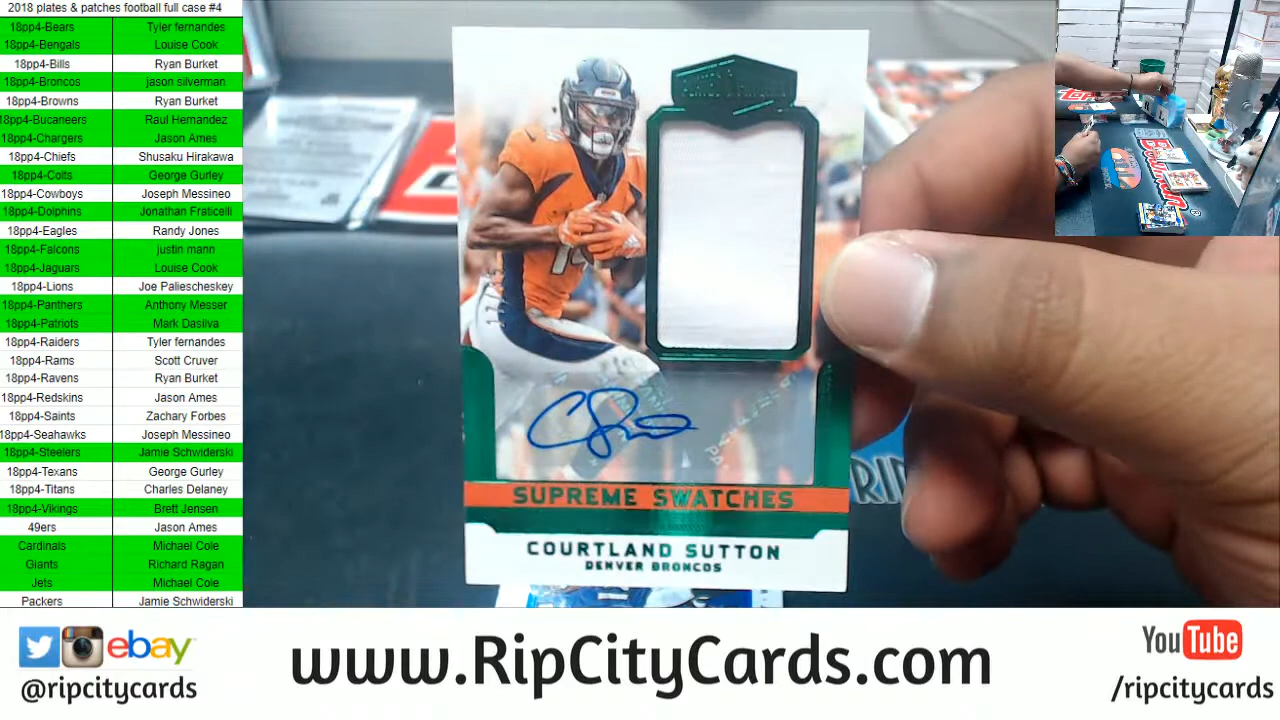 2018 plates & patches football full case #4
18pp4-Bears Tyler fernandes
18pp4-Bengals Louise Cook
18pp4-Bills Ryan Burket
18pp4-Broncos jason silverman
18pp4-Browns Ryan Burket
18pp4-Bucaneers Raul Hernandez
18pp4-Chargers Jason Ames
18pp4-Chiefs Shusaku Hirakawa
18pp4-Colts George Gurley
18pp4-Cowboys Joseph Messineo
18pp4-Dolphins Jonathan Fraticelli
18pp4-Eagles Randy Jones
18pp4-Falcons justin mann
18pp4-Jaguars Louise Cook
18pp4-Lions Joe Paliescheskey
18pp4-Panthers Anthony Messer
18pp4-Patriots Mark Dasilva
18pp4-Raiders Tyler fernandes
18pp4-Rams Scott Cruver
18pp4-Ravens Ryan Burket
18pp4-Redskins Jason Ames
18pp4-Saints Zachary Forbes
18pp4-Seahawks Joseph Messineo
18pp4-Steelers Jamie Schwiderski
18pp4-Texans George Gurley
18pp4-Titans Charles Delaney
18pp4-Vikings Brett Jensen
49ers Jason Ames
Cardinals Michael Cole
Giants Richard Ragan
Jets Michael Cole
Packers Jamie Schwiderski
14
SUPREME SWATCHES
COURTLAND SUTTON
DENVER BRONCOS
RI
ebay
@ripcitycards
www.RipCityCards.com
YouTube
/ripcitycards